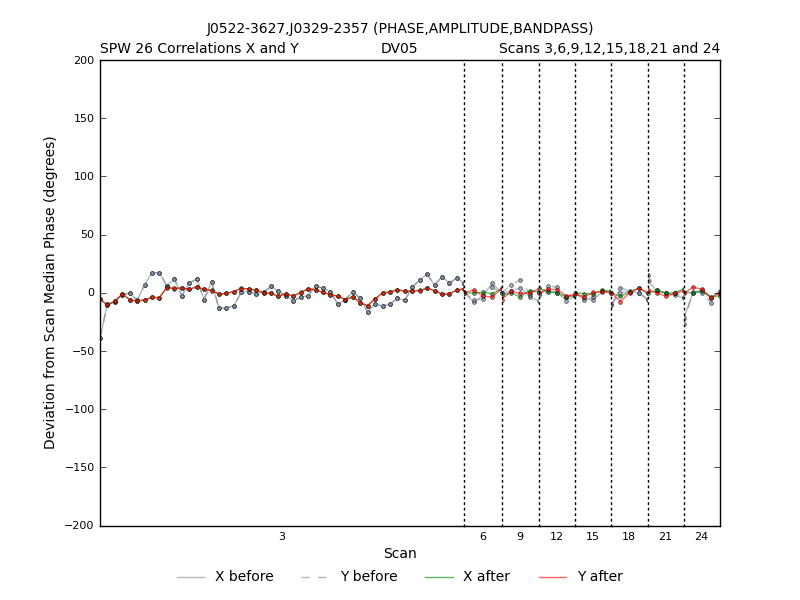 J0522-3627,J0329-2357 (PHASE,AMPLITUDE,BANDPASS)
SPW 26 Correlations X and Y DV05 Scans 3,6,9,12,15,18,21 and 24
200
150
100
50
0
−50
−100
−150
−200
Deviation from Scan Median Phase (degrees)
3 6 9 12 15 18 21 24
Scan
X before Y before X after Y after